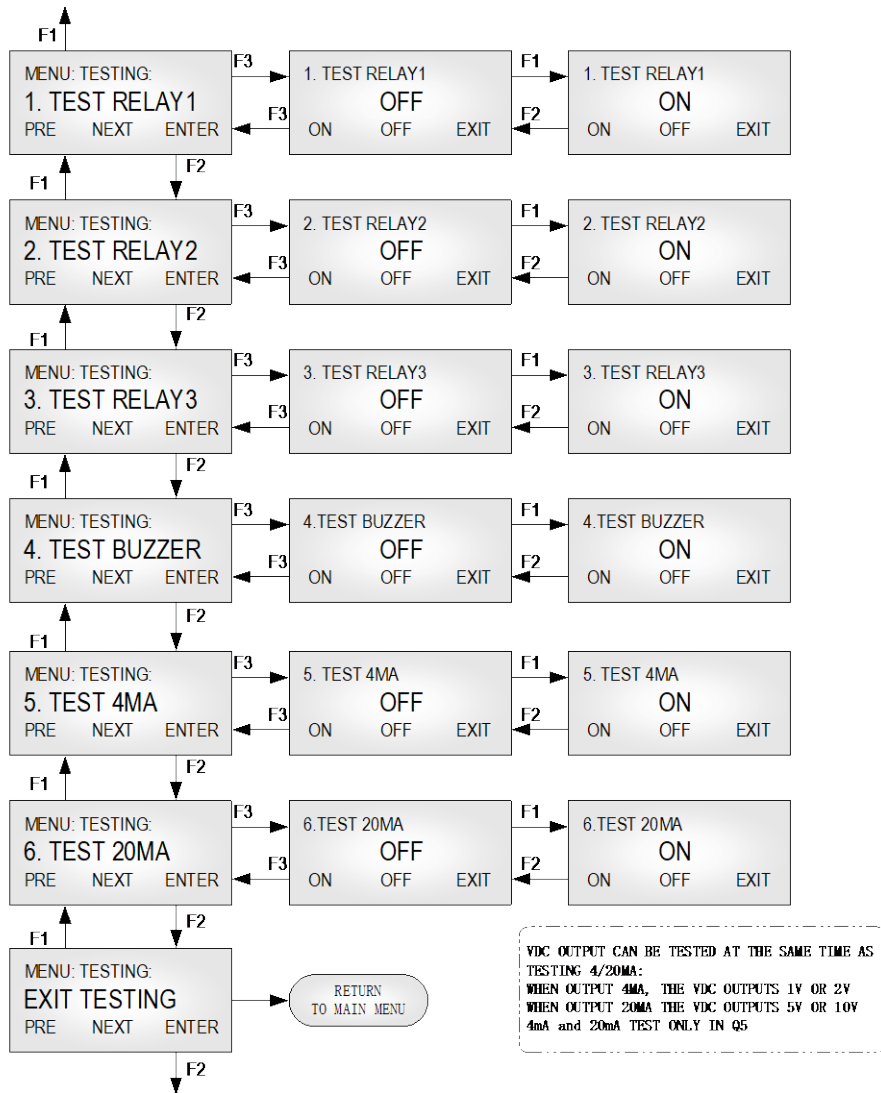 F1
MENU: TESTING:
1. TEST RELAY1
PRE NEXT ENTER
F3
F3
1. TEST RELAY1
OFF
ON OFF EXIT
F1
F2
1. TEST RELAY1
ON
ON OFF EXIT
F1
F2
MENU: TESTING:
2. TEST RELAY2
PRE NEXT ENTER
F3
F3
2. TEST RELAY2
OFF
ON OFF EXIT
F1
F2
2. TEST RELAY2
ON
ON OFF EXIT
F1
F2
MENU: TESTING:
3. TEST RELAY3
PRE NEXT ENTER
F3
F3
3. TEST RELAY3
OFF
ON OFF EXIT
F1
F2
3. TEST RELAY3
ON
ON OFF EXIT
F1
F2
MENU: TESTING:
4. TEST BUZZER
PRE NEXT ENTER
F3
F3
4.TEST BUZZER
OFF
ON OFF EXIT
F1
F2
4.TEST BUZZER
ON
ON OFF EXIT
F1
F2
MENU: TESTING:
5. TEST 4MA
PRE NEXT ENTER
F3
F3
5. TEST 4MA
OFF
ON OFF EXIT
F1
F2
5. TEST 4MA
ON
ON OFF EXIT
F1
F2
MENU: TESTING:
6. TEST 20MA
PRE NEXT ENTER
F3
F3
6.TEST 20MA
OFF
ON OFF EXIT
F1
F2
6.TEST 20MA
ON
ON OFF EXIT
F1
F2
MENU: TESTING:
EXIT TESTING
PRE NEXT ENTER
RETURN
TO MAIN MENU
F2
VDC OUTPUT CAN BE TESTED AT THE SAME TIME AS
TESTING 4/20MA:
WHEN OUTPUT 4MA, THE VDC OUTPUTS 1V OR 2V
WHEN OUTPUT 20MA THE VDC OUTPUTS 5V OR 10V
4mA and 20mA TEST ONLY IN Q5